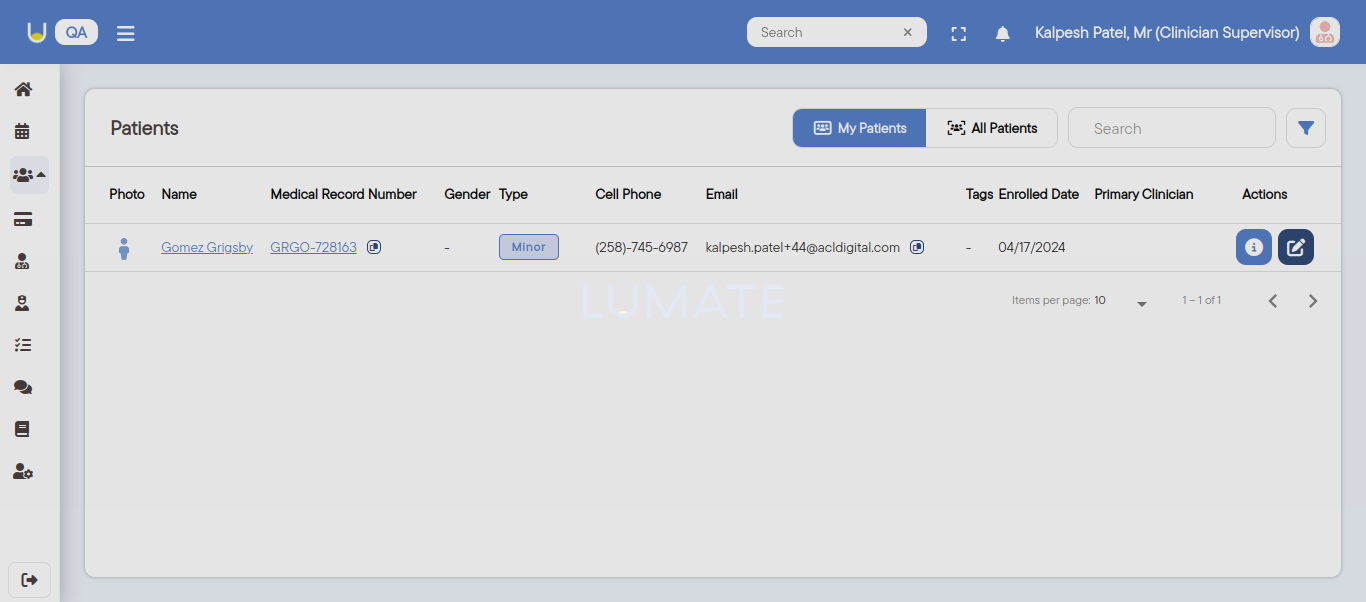 QA
Search
Kalpesh Patel, Mr (Clinician Supervisor)
Patients
My Patients
All Patients
Search
Photo Name Medical Record Number Gender Type Cell Phone Email Tags Enrolled Date Primary Clinician Actions
Gomez Grigsby GRGO-728163 - Minor (258)-745-6987 kalpesh.patel+44@acldigital.com - 04/17/2024
LUMATE
Items per page: 10 1 – 1 of 1